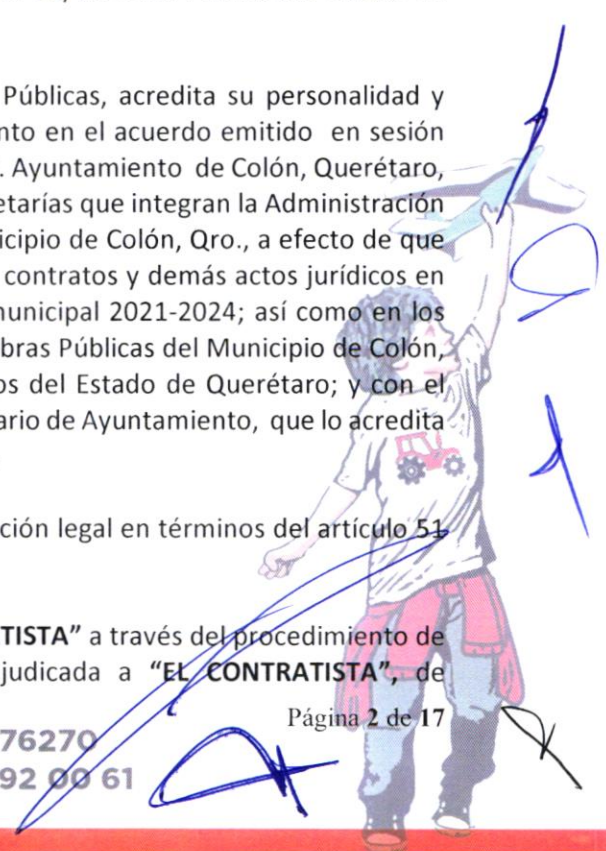 Públicas, acredita su personalidad y
nto en el acuerdo emitido en sesión
. Ayuntamiento de Colón, Querétaro,
etarías que integran la Administración
icipio de Colón, Qro., a efecto de que
contratos y demás actos jurídicos en
municipal 2021-2024; así como en los
bras Públicas del Municipio de Colón,
os del Estado de Querétaro; y con el
ario de Ayuntamiento, que lo acredita
ción legal en términos del artículo 51
TISTA” a través del procedimiento de
judicada a “EL CONTRATISTA”, de
Página 2 de 17
76270
92 00 61